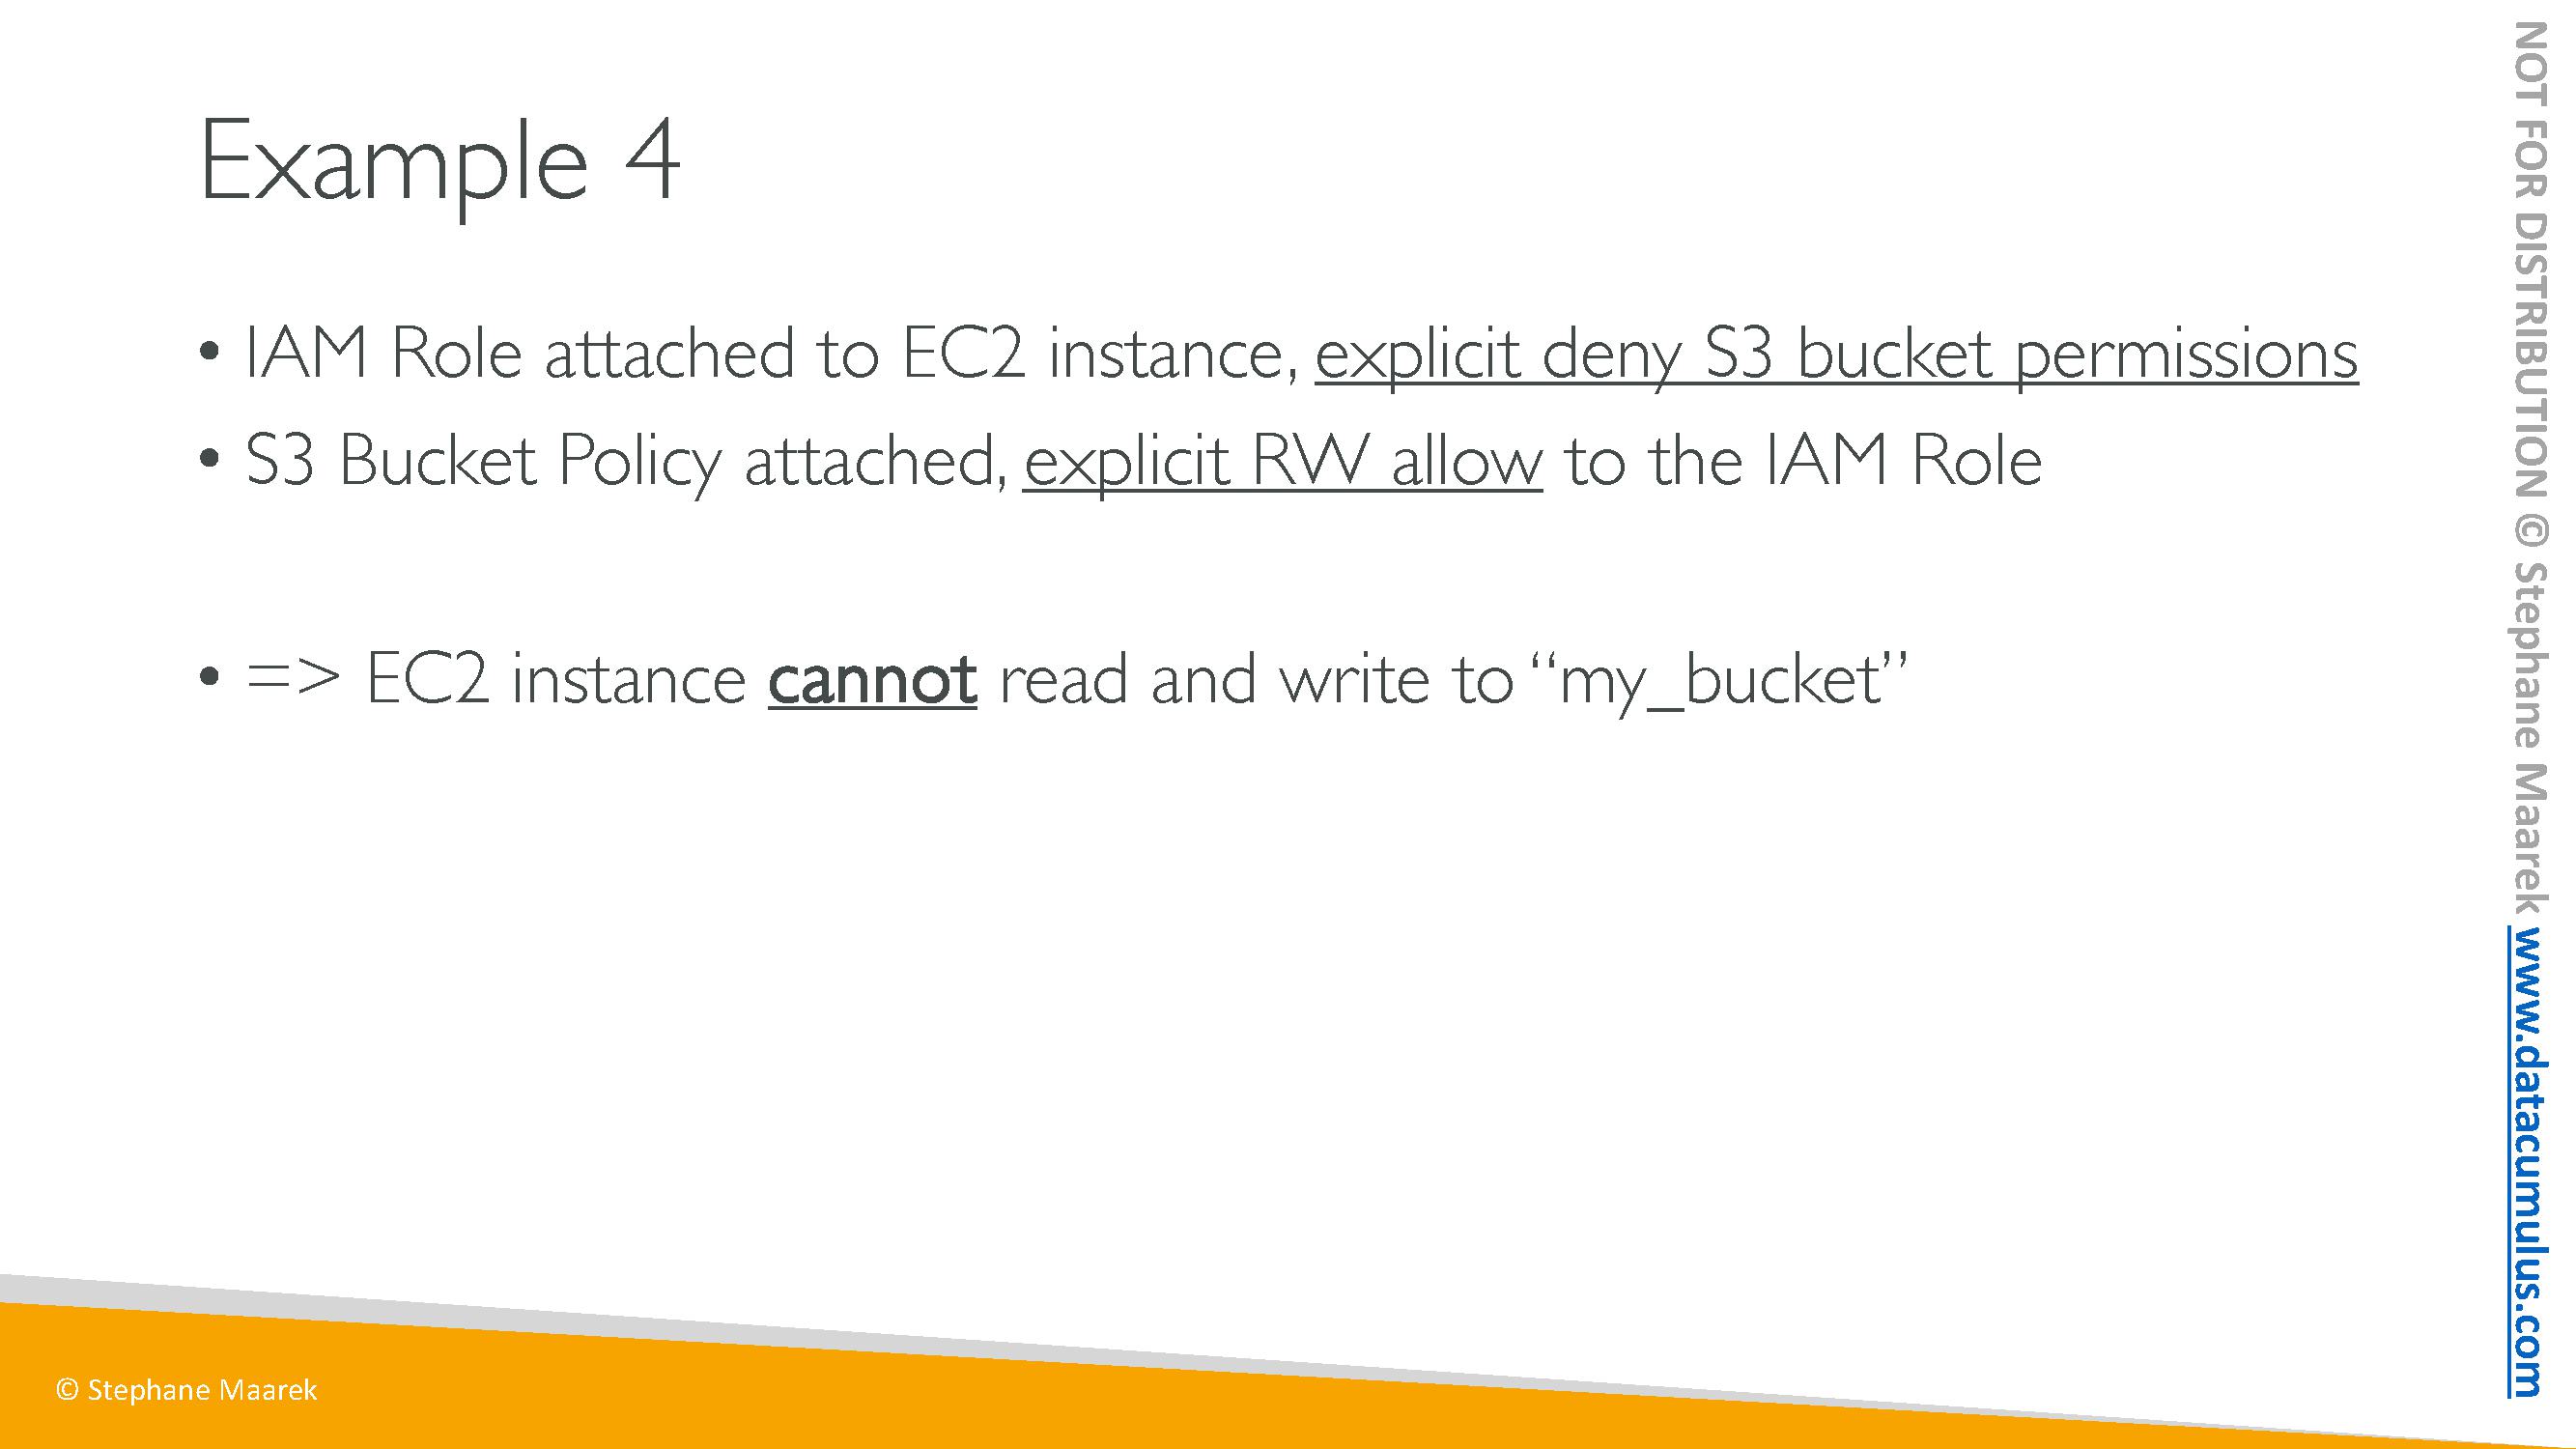 Example 4
• IAM Role attached to EC2 instance, explicit deny S3 bucket permissions
• S3 Bucket Policy attached, explicit RW allow to the IAM Role
• => EC2 instance cannot read and write to “my_bucket”
© Stephane Maarek
NOT FOR DISTRIBUTION © Stephane Maarek www.datacumulus.com